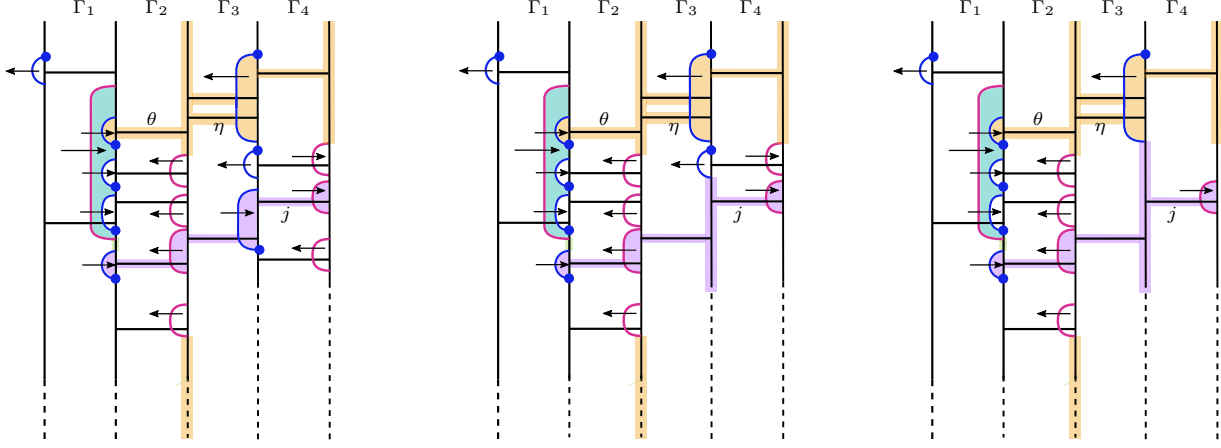 Γ₁ Γ₂ Γ₃ Γ₄ Γ₁ Γ₂ Γ₃ Γ₄ Γ₁ Γ₂ Γ₃ Γ₄
θ η θ η θ η
j j j